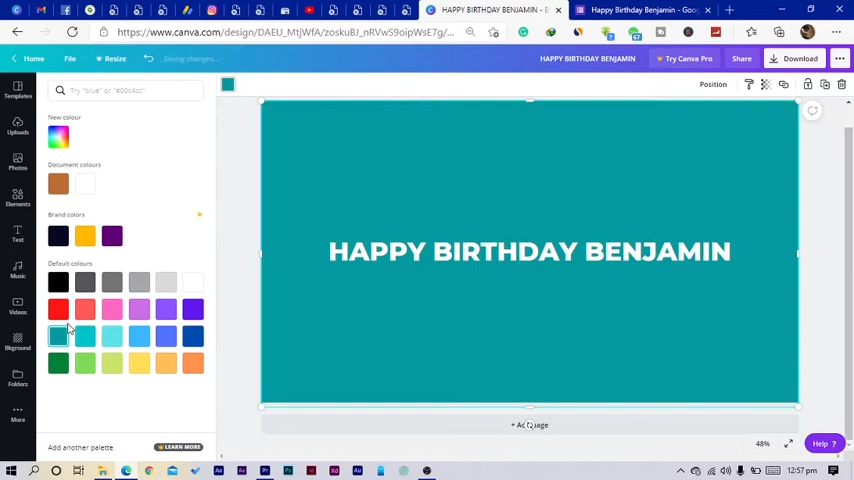 HAPPY BIRTHDAY BENJAMIN - 
Happy Birthday Benjamin - Goo
https://www.canva.com/design/DAEU_MtjWfA/zoskuBJ_nRVwS9oipWsE7g/...
Home
File
Resize
Saving changes...
HAPPY BIRTHDAY BENJAMIN
Try Canva Pro
Share
Download
Templates
Uploads
Photos
Elements
Text
Music
Videos
Bkground
Folders
More
Try "blue" or "#00c4cc"
New colour
Document colours
Brand colors
Default colours
Add another palette
LEARN MORE
Position
HAPPY BIRTHDAY BENJAMIN
+ Add page
48%
Help ?
12:57 pm